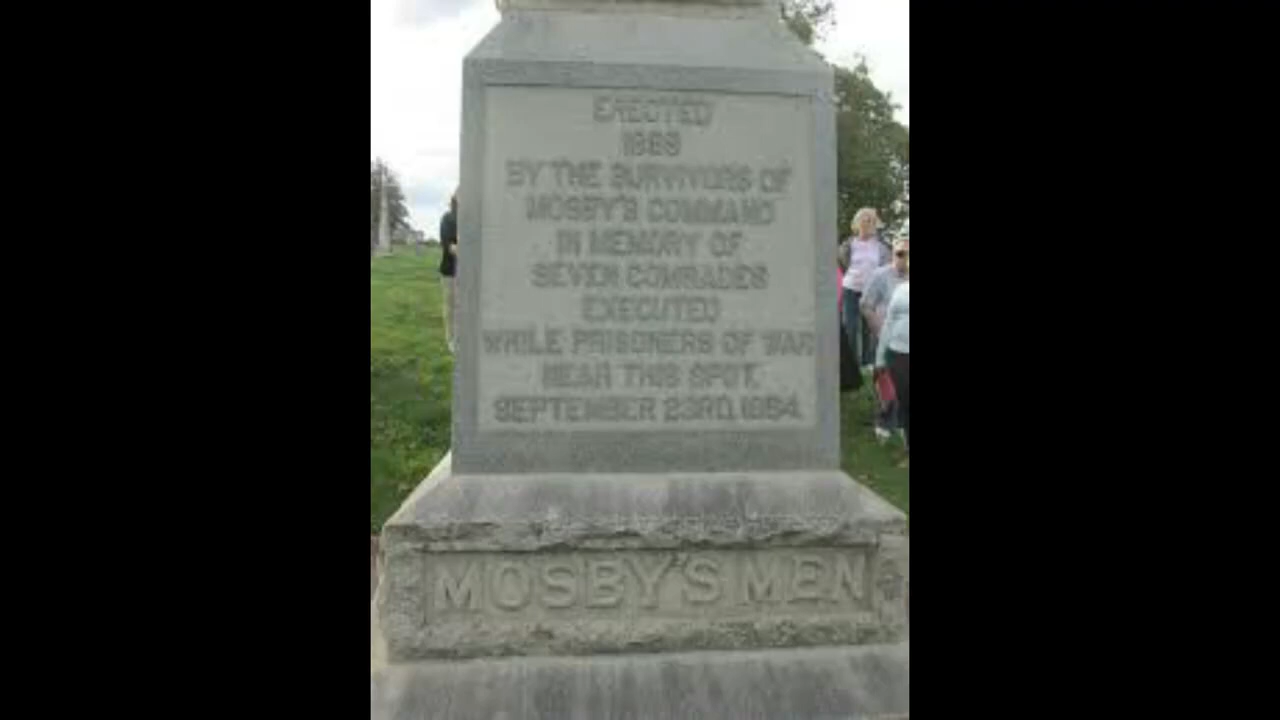 ERECTED
1899
BY THE SURVIVORS OF
MOSBY'S COMMAND
IN MEMORY OF
SEVEN COMRADES
EXECUTED
WHILE PRISONERS OF WAR
NEAR THIS SPOT.
SEPTEMBER 23RD, 1864.
MOSBY'S MEN